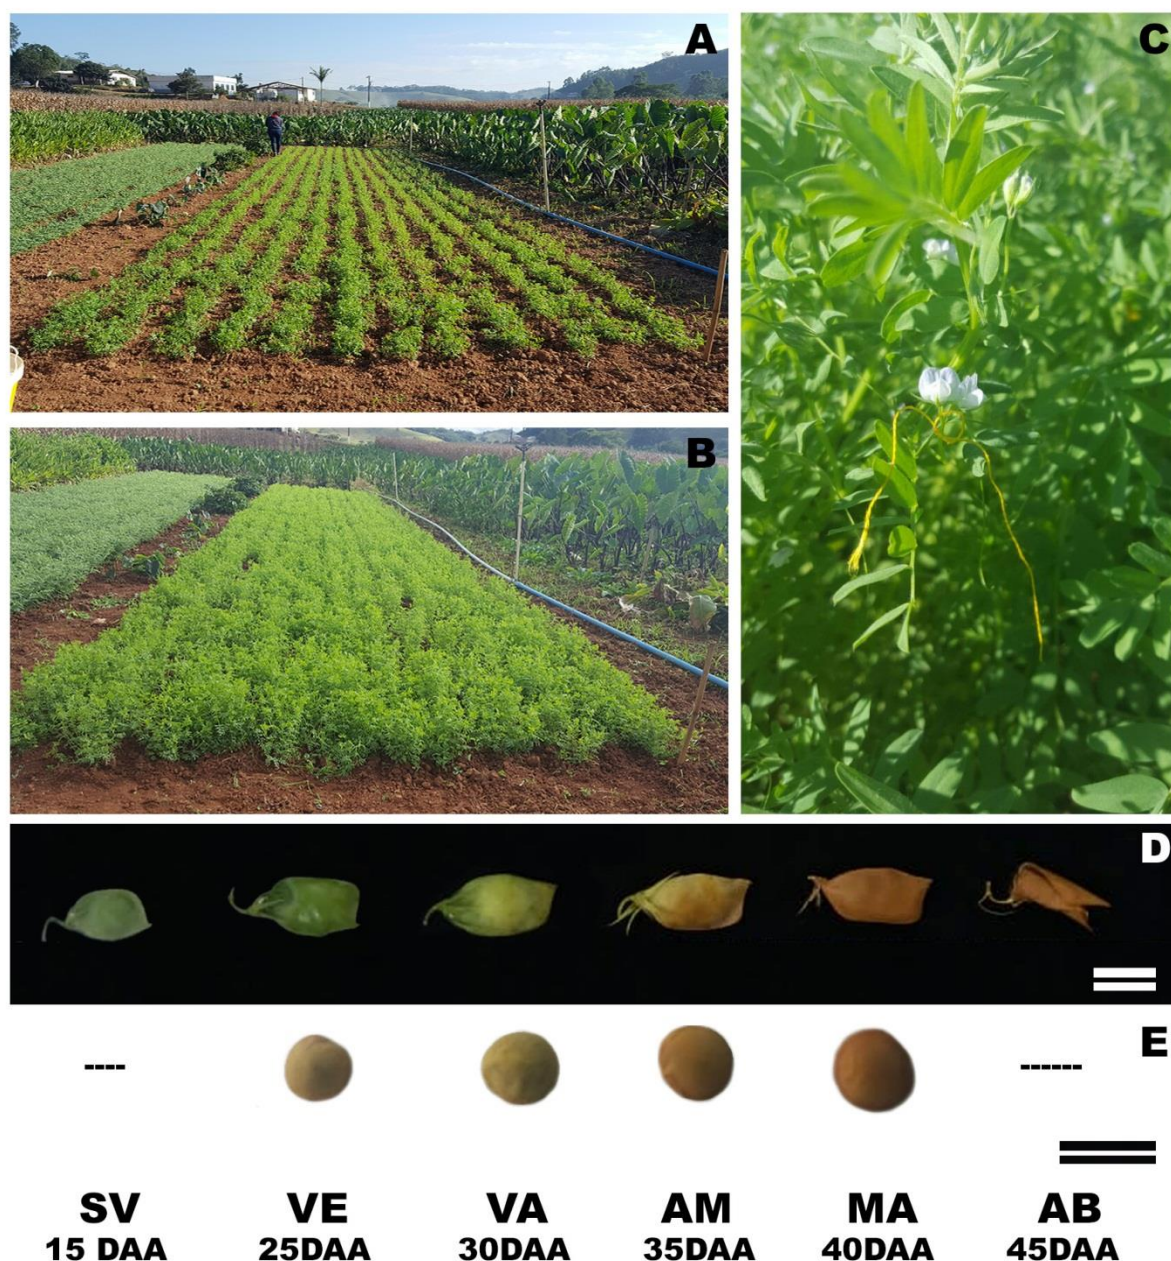 A
C
B
D
----
E
------
SV VE VA AM MA AB
15 DAA 25DAA 30DAA 35DAA 40DAA 45DAA